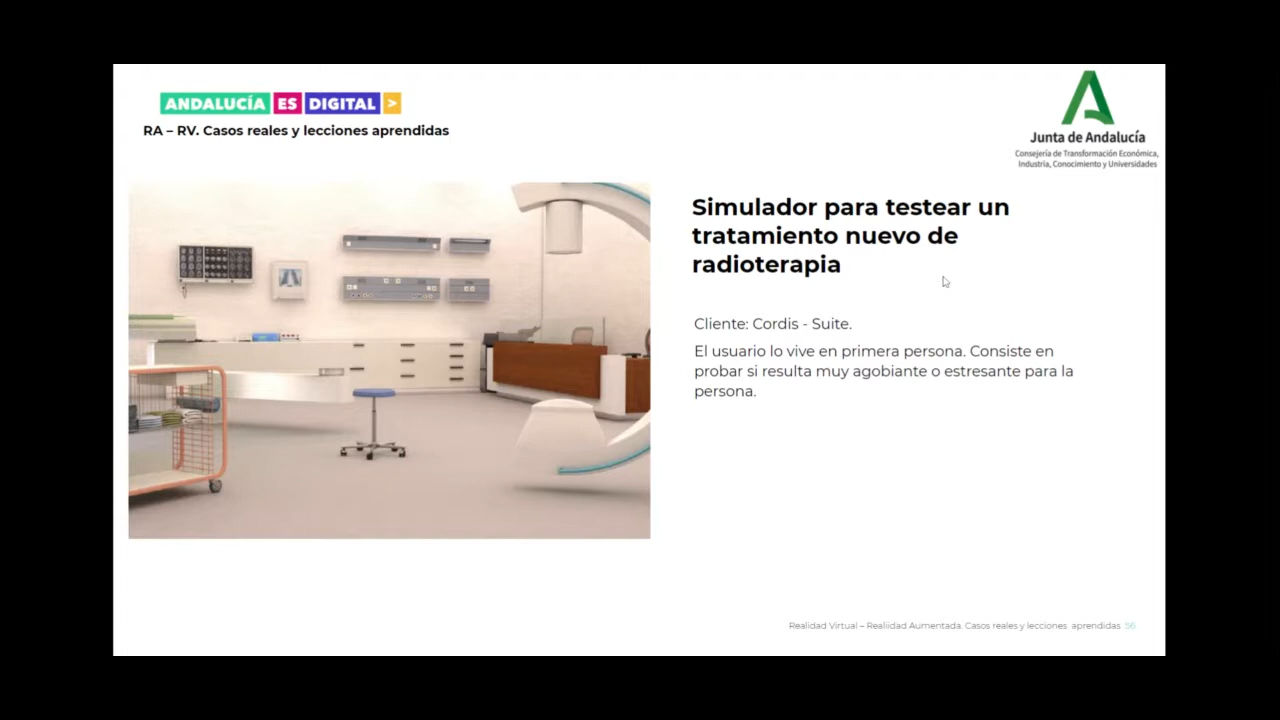 ANDALUCÍA ES DIGITAL >
RA – RV. Casos reales y lecciones aprendidas
Junta de Andalucía
Consejería de Transformación Económica,
Industria, Conocimiento y Universidades
Simulador para testear un
tratamiento nuevo de
radioterapia
Cliente: Cordis - Suite.
El usuario lo vive en primera persona. Consiste en
probar si resulta muy agobiante o estresante para la
persona.
Realidad Virtual – Realiidad Aumentada. Casos reales y lecciones aprendidas 56